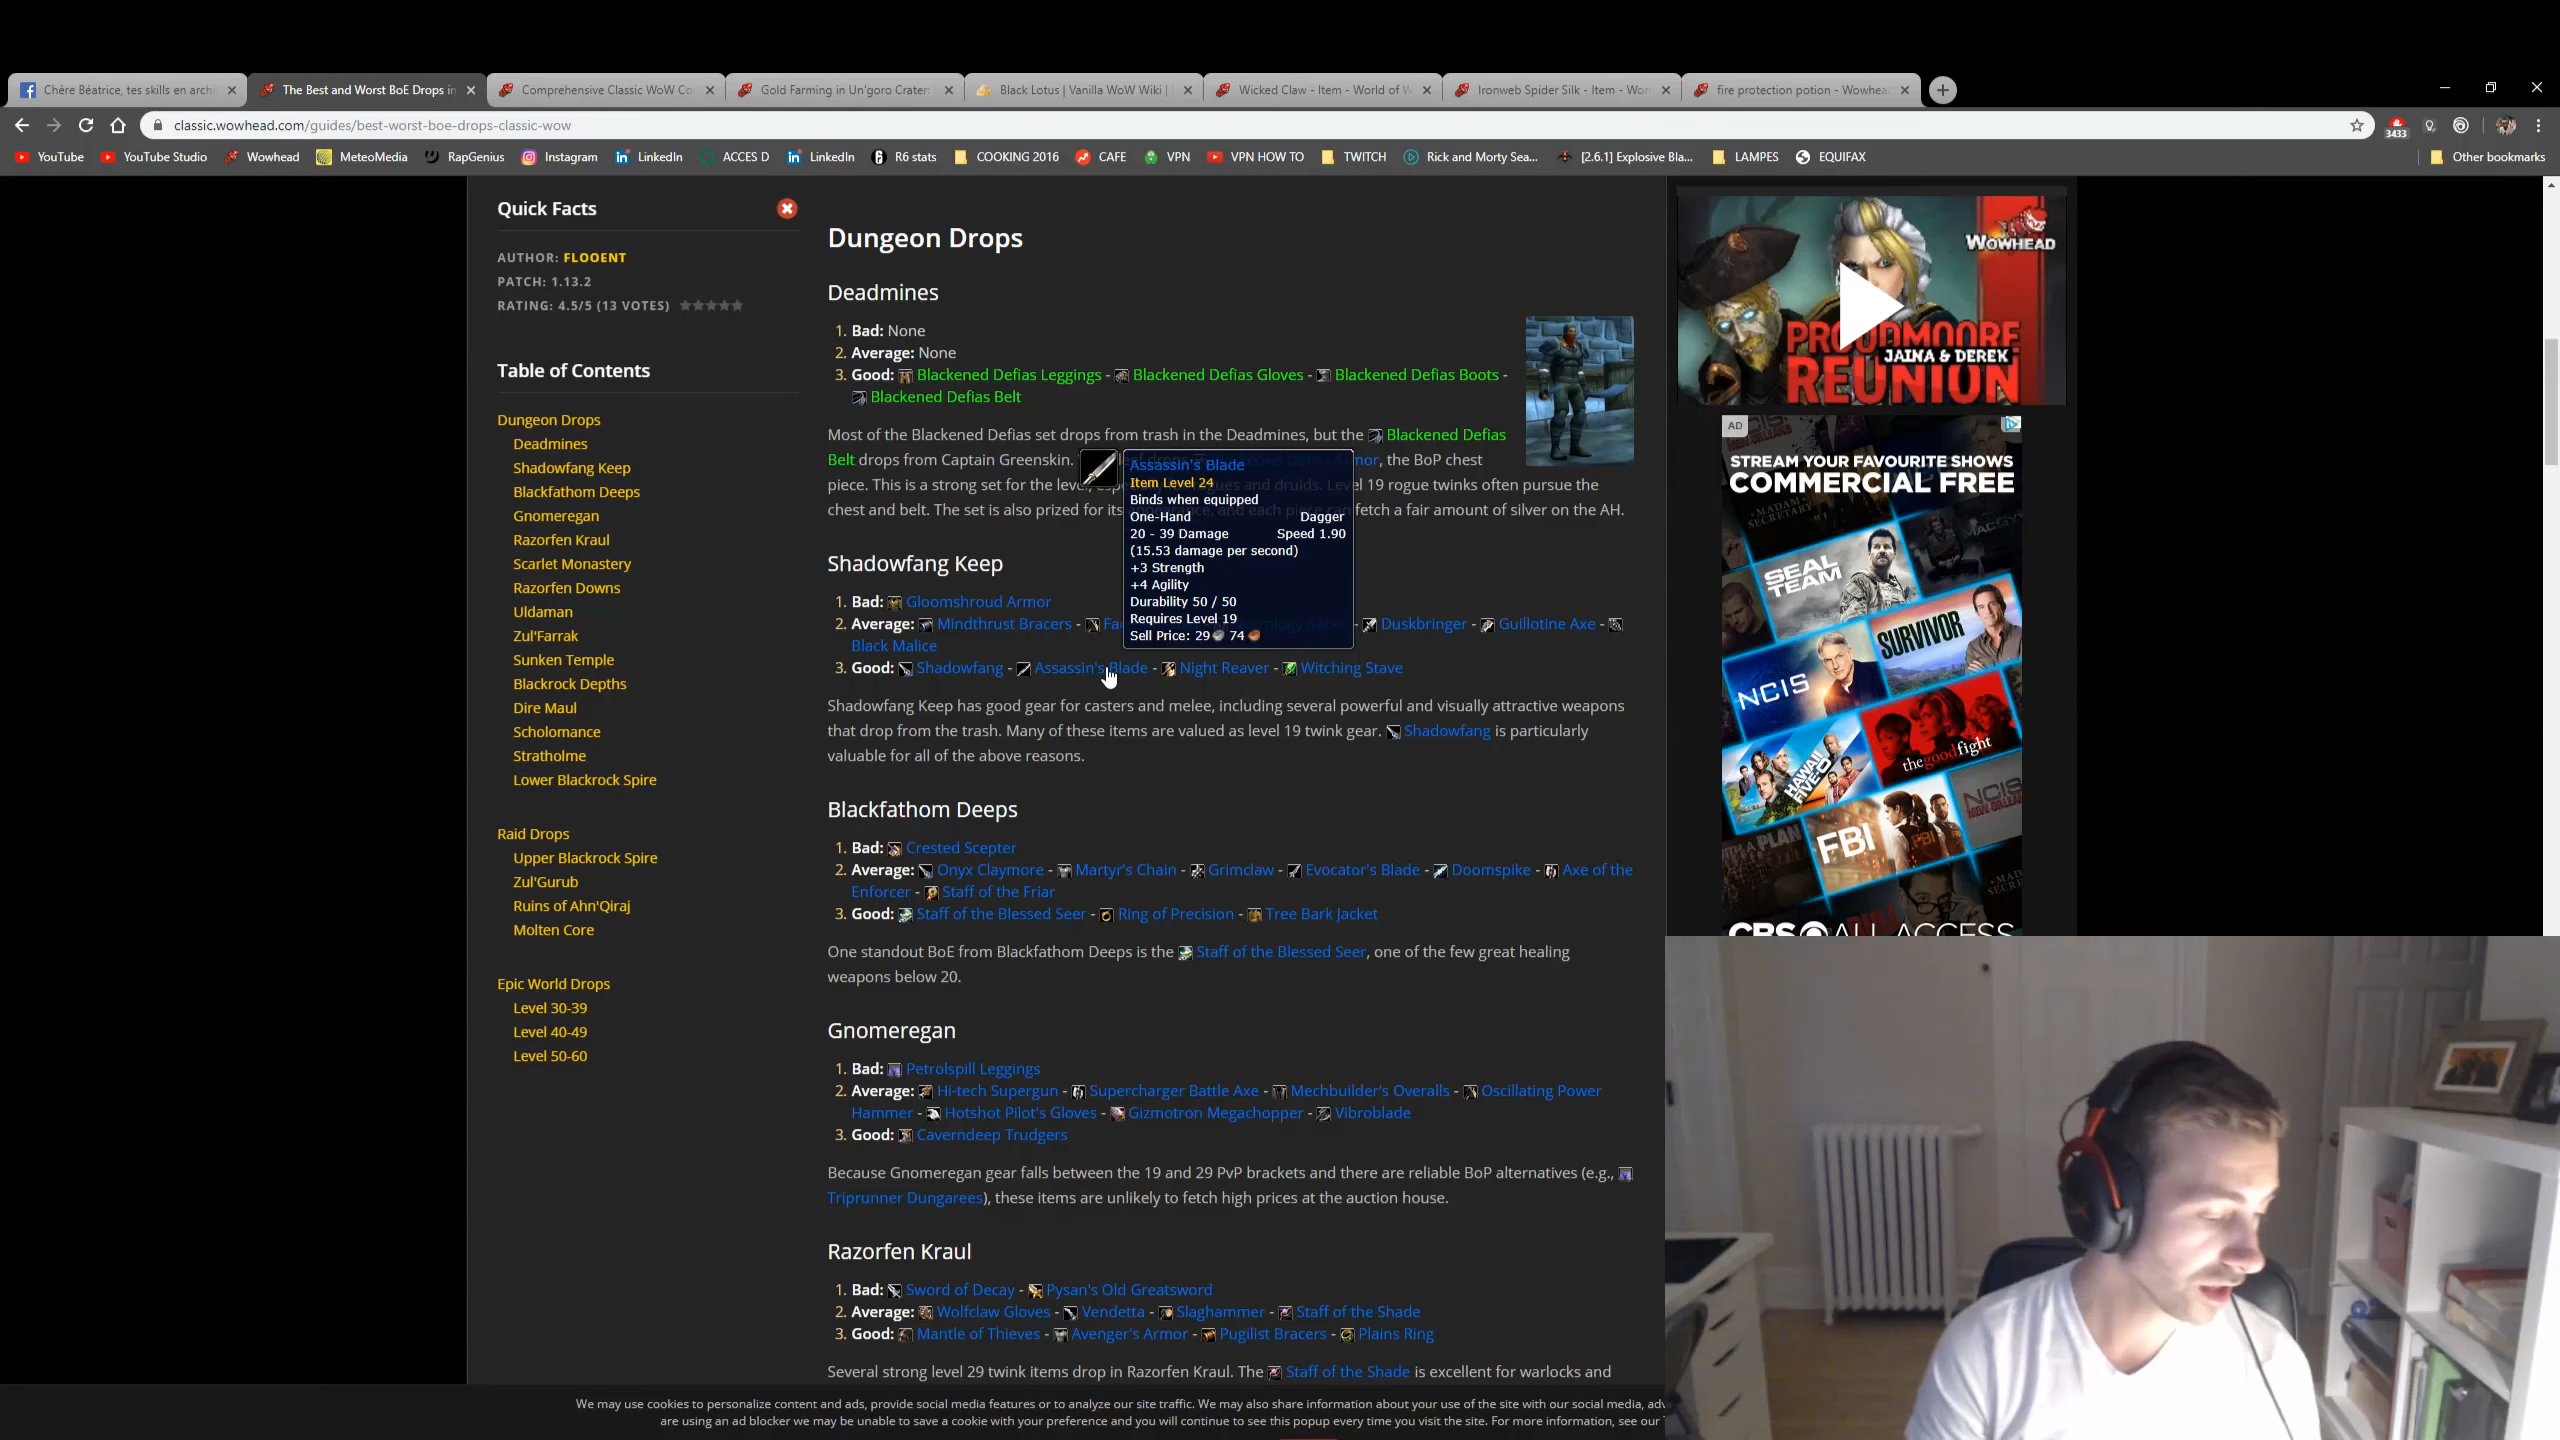 Chère Béatrice, tes skills en archi
The Best and Worst BoE Drops in
Comprehensive Classic WoW Co
Gold Farming in Un'goro Crater:
Black Lotus | Vanilla WoW Wiki |
Wicked Claw - Item - World of W
Ironweb Spider Silk - Item - Worl
fire protection potion - Wowhea
classic.wowhead.com/guides/best-worst-boe-drops-classic-wow
3433
YouTube YouTube Studio Wowhead MeteoMedia RapGenius Instagram LinkedIn ACCES D LinkedIn R6 stats COOKING 2016 CAFE VPN VPN HOW TO TWITCH Rick and Morty Sea... [2.6.1] Explosive Bla... LAMPES EQUIFAX Other bookmarks
Quick Facts
AUTHOR: FLOOENT
PATCH: 1.13.2
RATING: 4.5/5 (13 VOTES)
Table of Contents
Dungeon Drops
Deadmines
Shadowfang Keep
Blackfathom Deeps
Gnomeregan
Razorfen Kraul
Scarlet Monastery
Razorfen Downs
Uldaman
Zul'Farrak
Sunken Temple
Blackrock Depths
Dire Maul
Scholomance
Stratholme
Lower Blackrock Spire
Raid Drops
Upper Blackrock Spire
Zul'Gurub
Ruins of Ahn'Qiraj
Molten Core
Epic World Drops
Level 30-39
Level 40-49
Level 50-60
Dungeon Drops
Deadmines
1. Bad: None
2. Average: None
3. Good: Blackened Defias Leggings - Blackened Defias Gloves - Blackened Defias Boots -
Blackened Defias Belt
Most of the Blackened Defias set drops from trash in the Deadmines, but the Blackened Defias
Belt drops from Captain Greenskin. mor, the BoP chest
piece. This is a strong set for the level, and druids. Level 19 rogue twinks often pursue the
chest and belt. The set is also prized for its appearance, and each piece can fetch a fair amount of silver on the AH.
Assassin's Blade
Item Level 24
Binds when equipped
One-Hand Dagger
20 - 39 Damage Speed 1.90
(15.53 damage per second)
+3 Strength
+4 Agility
Durability 50 / 50
Requires Level 19
Sell Price: 29 74
Shadowfang Keep
1. Bad: Gloomshroud Armor
2. Average: Mindthrust Bracers - Fa - Duskbringer - Guillotine Axe -
Black Malice
3. Good: Shadowfang - Assassin's Blade - Night Reaver - Witching Stave
Shadowfang Keep has good gear for casters and melee, including several powerful and visually attractive weapons
that drop from the trash. Many of these items are valued as level 19 twink gear. Shadowfang is particularly
valuable for all of the above reasons.
Blackfathom Deeps
1. Bad: Crested Scepter
2. Average: Onyx Claymore - Martyr's Chain - Grimclaw - Evocator's Blade - Doomspike - Axe of the
Enforcer - Staff of the Friar
3. Good: Staff of the Blessed Seer - Ring of Precision - Tree Bark Jacket
One standout BoE from Blackfathom Deeps is the Staff of the Blessed Seer, one of the few great healing
weapons below 20.
Gnomeregan
1. Bad: Petrolspill Leggings
2. Average: Hi-tech Supergun - Supercharger Battle Axe - Mechbuilder's Overalls - Oscillating Power
Hammer - Hotshot Pilot's Gloves - Gizmotron Megachopper - Vibroblade
3. Good: Caverndeep Trudgers
Because Gnomeregan gear falls between the 19 and 29 PvP brackets and there are reliable BoP alternatives (e.g.,
Triprunner Dungarees), these items are unlikely to fetch high prices at the auction house.
Razorfen Kraul
1. Bad: Sword of Decay - Pysan's Old Greatsword
2. Average: Wolfclaw Gloves - Vendetta - Slaghammer - Staff of the Shade
3. Good: Mantle of Thieves - Avenger's Armor - Pugilist Bracers - Plains Ring
Several strong level 29 twink items drop in Razorfen Kraul. The Staff of the Shade is excellent for warlocks and
We may use cookies to personalize content and ads, provide social media features or to analyze our site traffic. We may also share information about your use of the site with our social media, adv
are using an ad blocker we may be unable to save a cookie with your preference and you will continue to see this popup every time you visit the site. For more information, see our
WOWHEAD
PROUDMOORE
JAINA & DEREK
REUNION
AD
STREAM YOUR FAVOURITE SHOWS
COMMERCIAL FREE
MADAM SECRETARY
MACGY
SEAL TEAM
SURVIVOR
NCIS
the good fight
HAWAII FIVE-0
NCIS NEW ORLEANS
WITH A PLAN
FBI
CBS ALL ACCESS